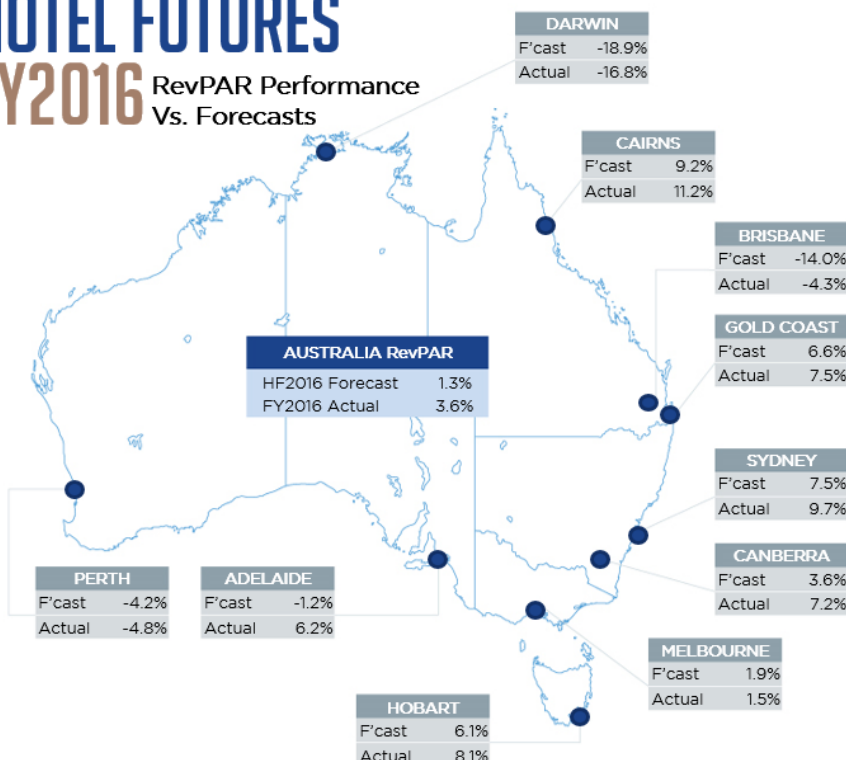 HOTEL FUTURES
FY2016 RevPAR Performance
Vs. Forecasts
DARWIN
F'cast -18.9%
Actual -16.8%
CAIRNS
F'cast 9.2%
Actual 11.2%
BRISBANE
F'cast -14.0%
Actual -4.3%
GOLD COAST
F'cast 6.6%
Actual 7.5%
AUSTRALIA RevPAR
HF2016 Forecast 1.3%
FY2016 Actual 3.6%
SYDNEY
F'cast 7.5%
Actual 9.7%
CANBERRA
F'cast 3.6%
Actual 7.2%
PERTH
F'cast -4.2%
Actual -4.8%
ADELAIDE
F'cast -1.2%
Actual 6.2%
MELBOURNE
F'cast 1.9%
Actual 1.5%
HOBART
F'cast 6.1%
Actual 8.1%